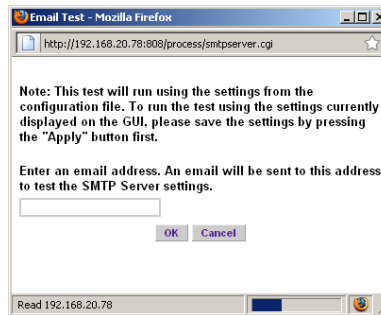 Email Test - Mozilla Firefox
http://192.168.20.78:808/process/smtpserver.cgi
Note: This test will run using the settings from the
configuration file. To run the test using the settings currently
displayed on the GUI, please save the settings by pressing
the "Apply" button first.
Enter an email address. An email will be sent to this address
to test the SMTP Server settings.
OK Cancel
Read 192.168.20.78